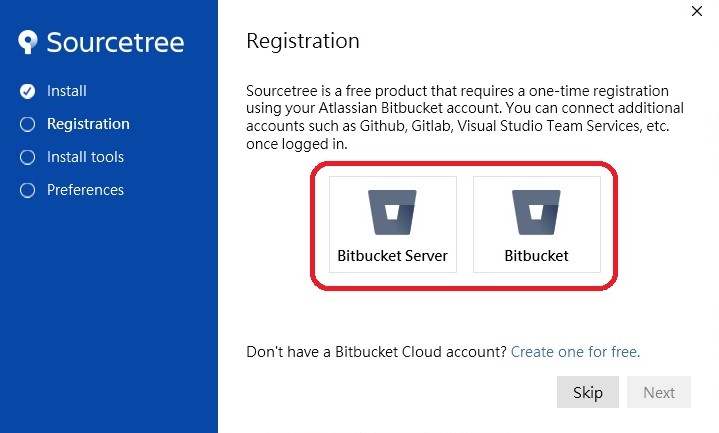 Sourcetree
Install
Registration
Install tools
Preferences
Registration
Sourcetree is a free product that requires a one-time registration
using your Atlassian Bitbucket account. You can connect additional
accounts such as Github, Gitlab, Visual Studio Team Services, etc.
once logged in.
Bitbucket Server
Bitbucket
Don't have a Bitbucket Cloud account? Create one for free.
Skip
Next